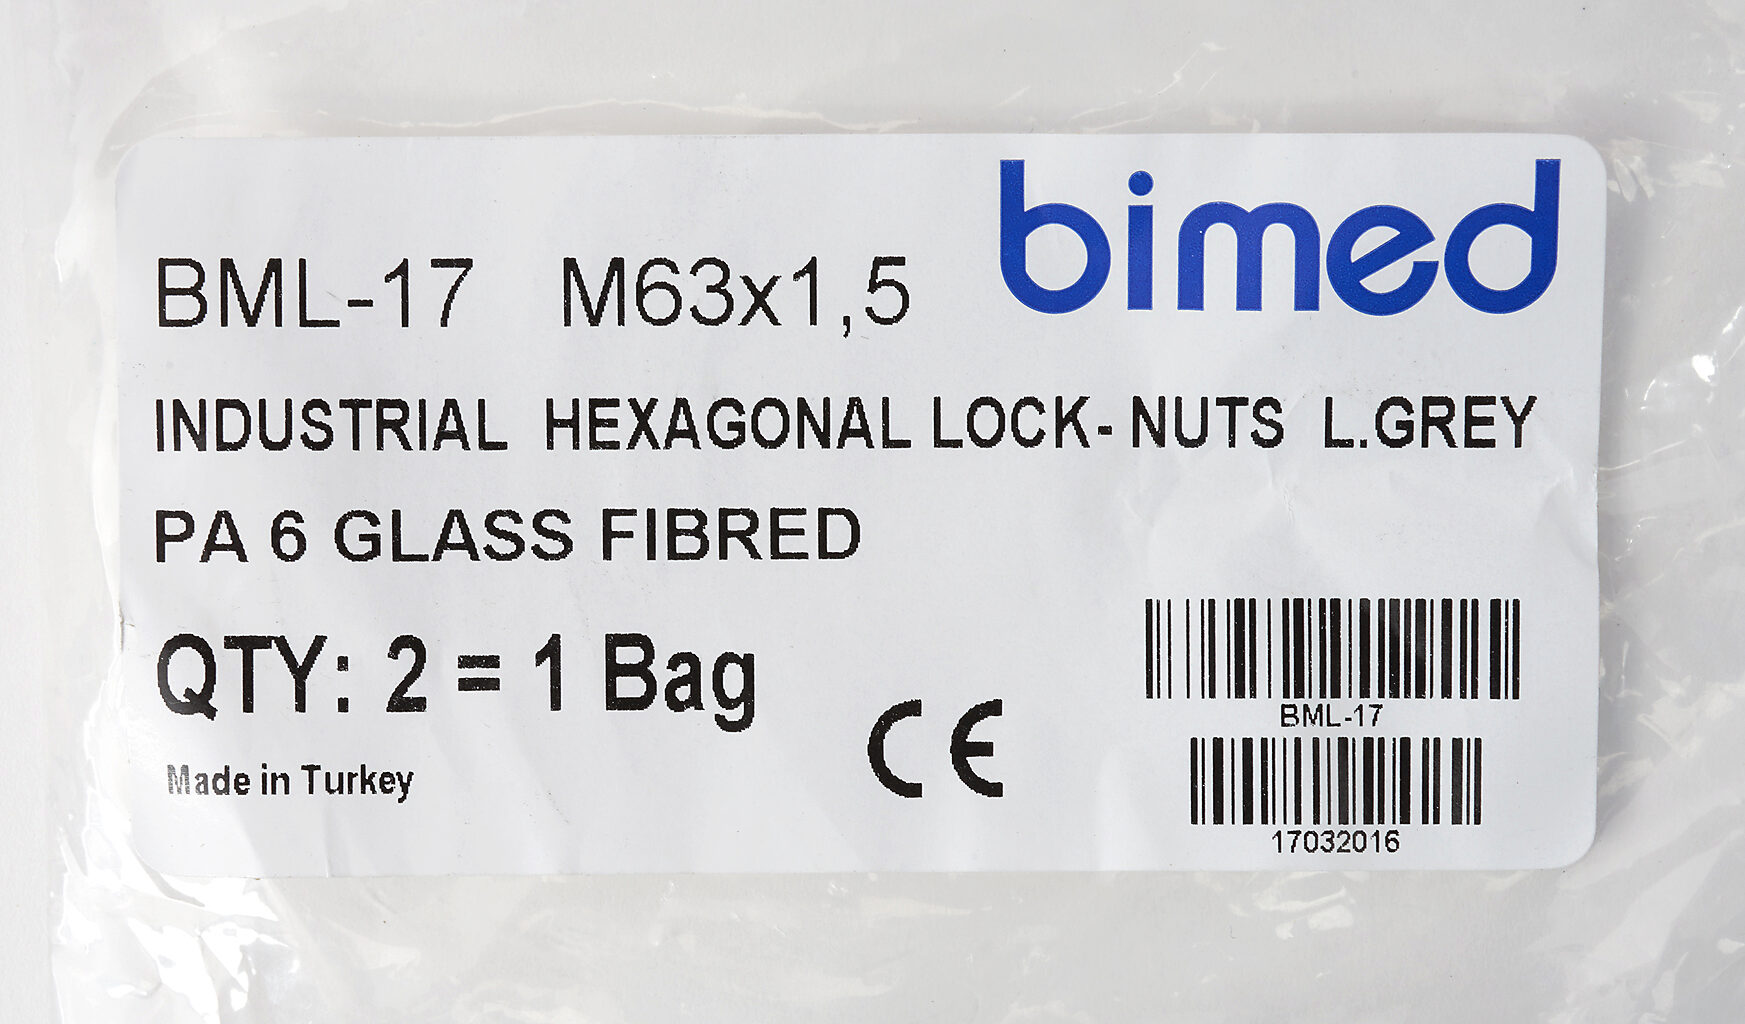 bimed
BML-17 M63x1,5
INDUSTRIAL HEXAGONAL LOCK- NUTS L.GREY
PA 6 GLASS FIBRED
QTY: 2 = 1 Bag
CE
BML-17
Made in Turkey
17032016